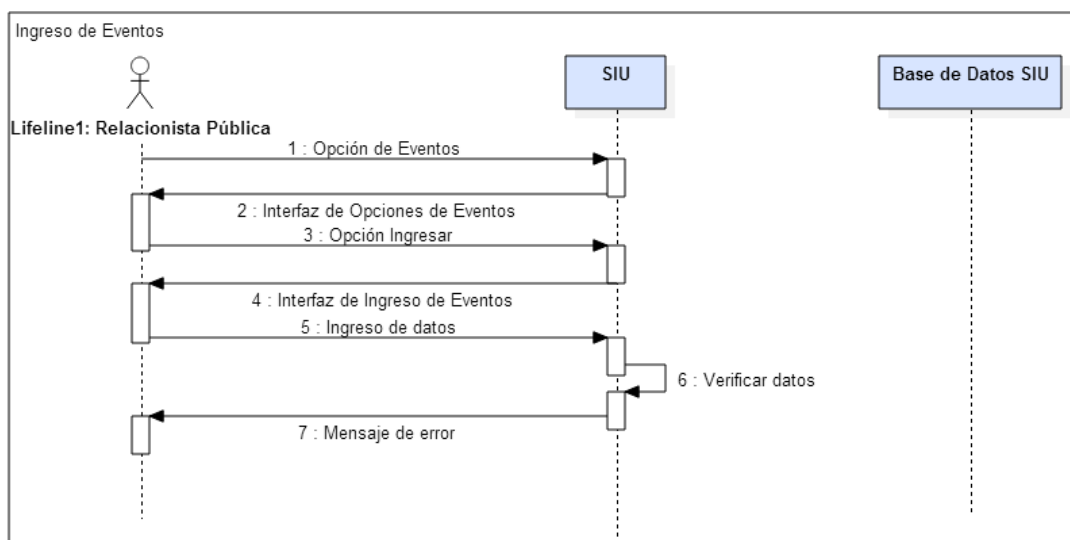 Ingreso de Eventos
SIU
Base de Datos SIU
Lifeline1: Relacionista Pública
1 : Opción de Eventos
2 : Interfaz de Opciones de Eventos
3 : Opción Ingresar
4 : Interfaz de Ingreso de Eventos
5 : Ingreso de datos
6 : Verificar datos
7 : Mensaje de error